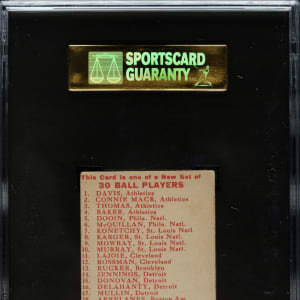 SPORTSCARD
GUARANTY
This Card is one of a New Set of
30 BALL PLAYERS
1. DAVIS, Athletics
2. CONNIE MACK, Athletics
3. THOMAS, Athletics
4. BAKER, Athletics
5. DOOIN, Phila. Natl.
6. McQUILLAN, Phila. Natl.
7. KONETCHY, St. Louis Natl
8. KARGER, St. Louis Natl.
9. MOWRAY, St. Louis Natl.
10. MURRAY, St. Louis Natl.
11. LAJOIE, Cleveland
12. ROSSMAN, Cleveland
13. RUCKER, Brooklyn
14. JENNINGS, Detroit
15. DONOVAN, Detroit
16. DELAHANTY, Detroit
17. MULLIN, Detroit